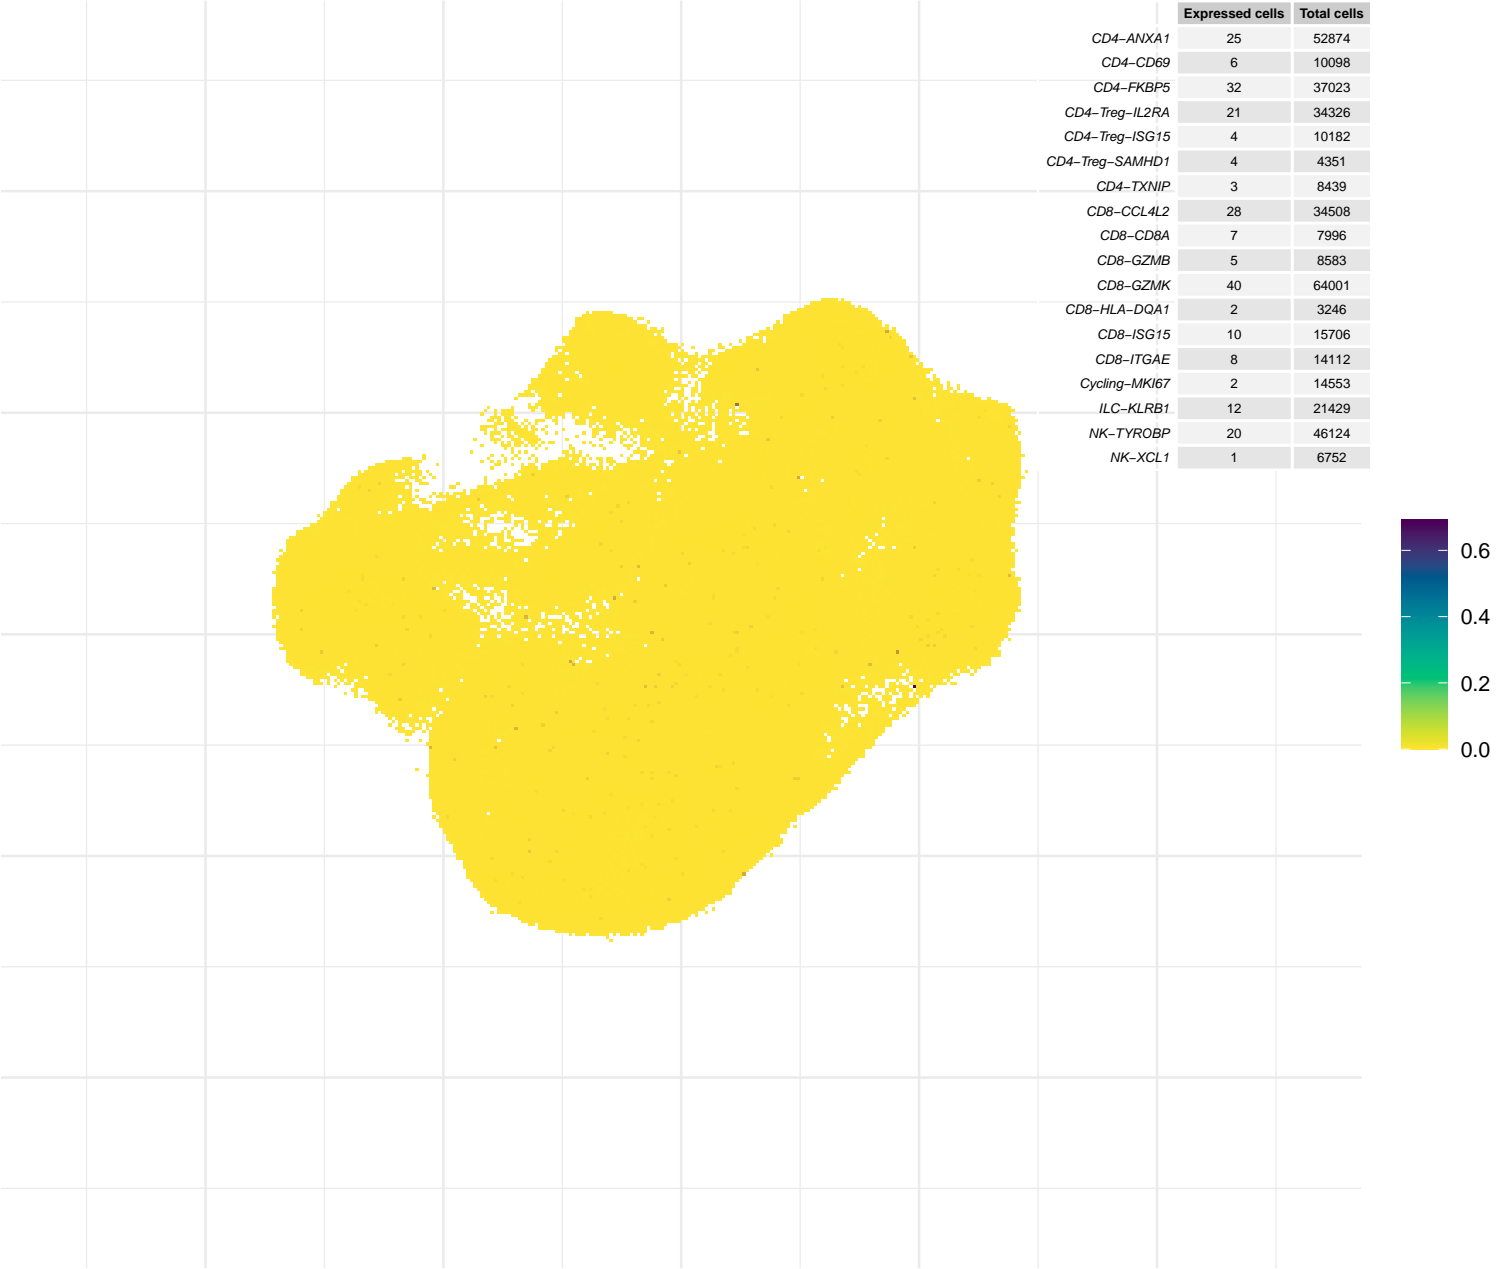 Expressed cells Total cells
CD4−ANXA1 25 52874
CD4−CD69 6 10098
CD4−FKBP5 32 37023
CD4−Treg−IL2RA 21 34326
CD4−Treg−ISG15 4 10182
CD4−Treg−SAMHD1 4 4351
CD4−TXNIP 3 8439
CD8−CCL4L2 28 34508
CD8−CD8A 7 7996
CD8−GZMB 5 8583
CD8−GZMK 40 64001
CD8−HLA−DQA1 2 3246
CD8−ISG15 10 15706
CD8−ITGAE 8 14112
Cycling−MKI67 2 14553
ILC−KLRB1 12 21429
NK−TYROBP 20 46124
NK−XCL1 1 6752
0.6
0.4
0.2
0.0